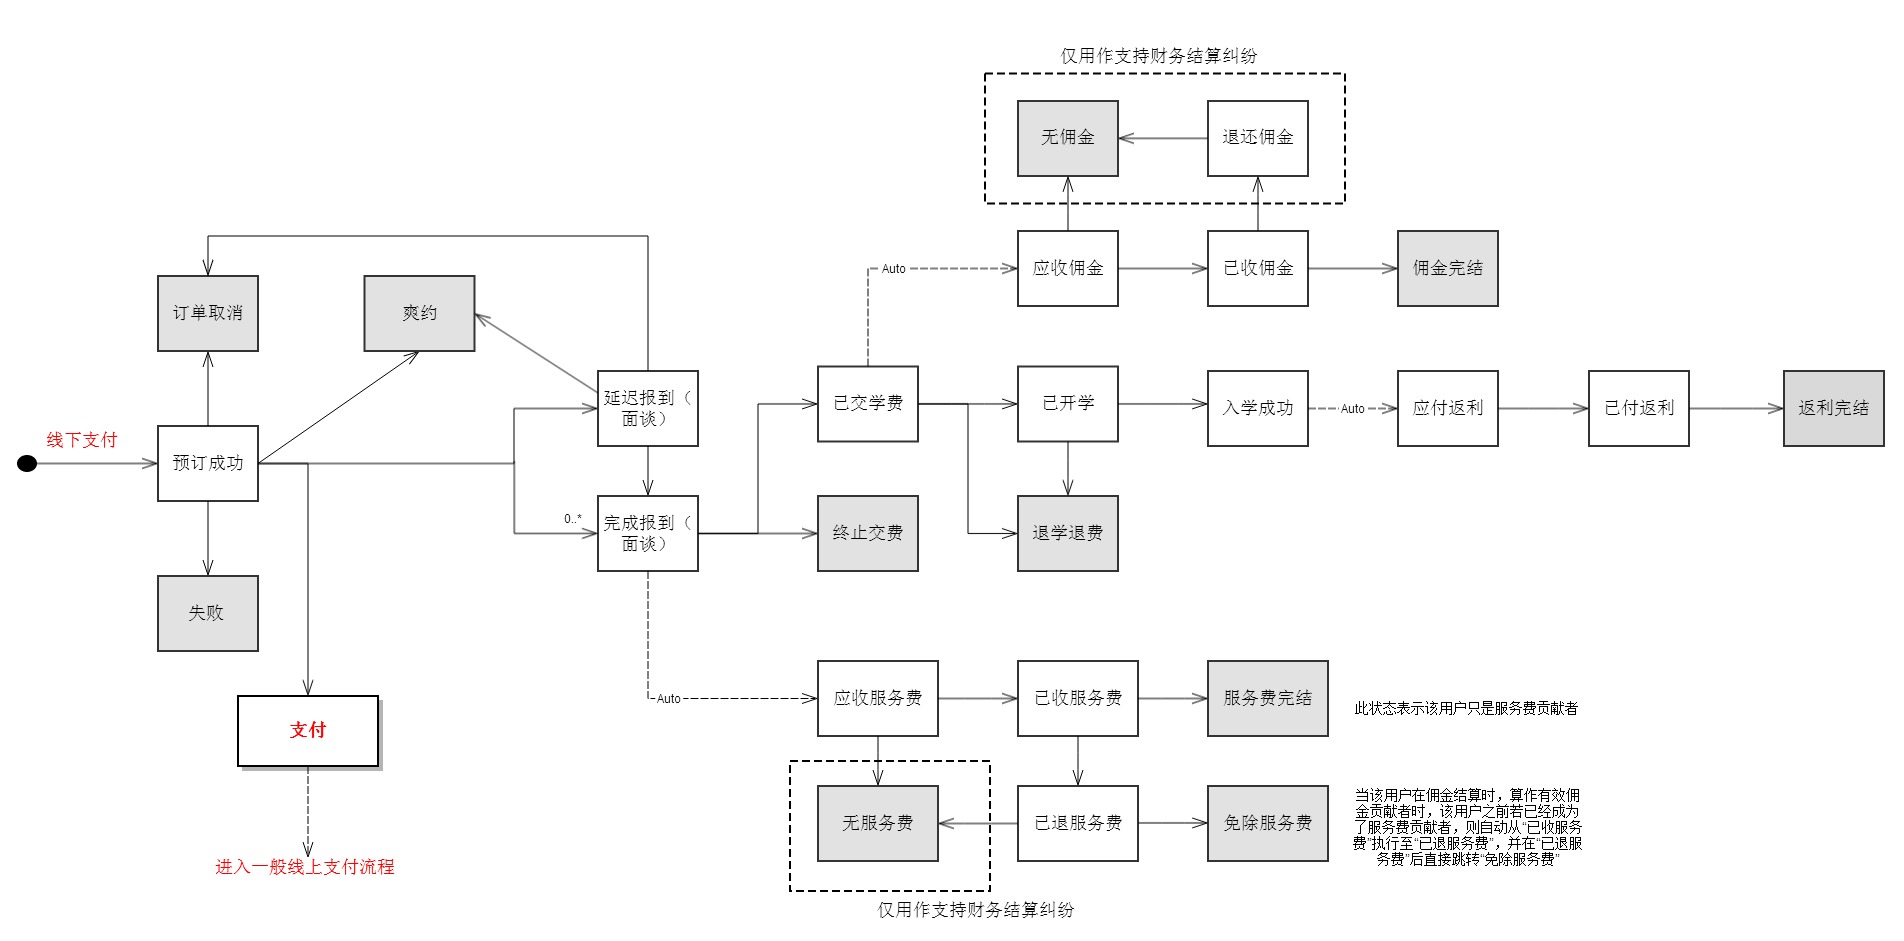 仅用作支持财务结算纠纷
无佣金
退还佣金
应收佣金
已收佣金
佣金完结
Auto
订单取消
爽约
延迟报到（
面谈）
已交学费
已开学
入学成功
Auto
应付返利
已付返利
返利完结
线下支付
预订成功
0..*
完成报到（
面谈）
终止交费
退学退费
失败
支付
进入一般线上支付流程
Auto
应收服务费
已收服务费
服务费完结
此状态表示该用户只是服务费贡献者
无服务费
已退服务费
免除服务费
当该用户在佣金结算时，算作有效佣
金贡献者时，该用户之前若已经成为
了服务费贡献者，则自动从“已收服务
费”执行至“已退服务费”，并在“已退服
务费”后直接跳转“免除服务费”
仅用作支持财务结算纠纷